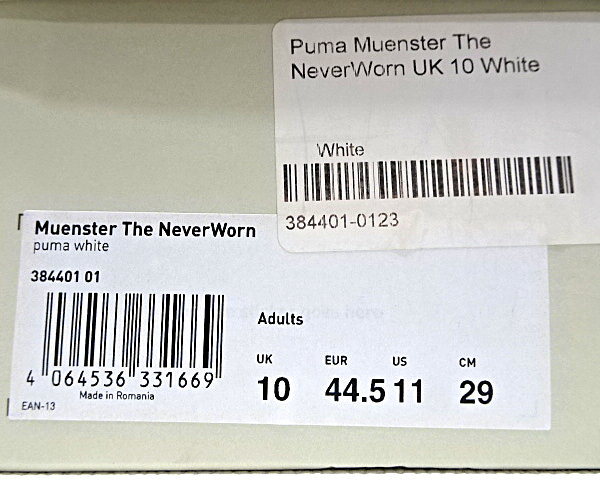 Puma Muenster The
NeverWorn UK 10 White
White
384401-0123
Muenster The NeverWorn
puma white
384401 01
4 064536 331669
Made in Romania
EAN-13
Adults
UK EUR US CM
10 44.5 11 29